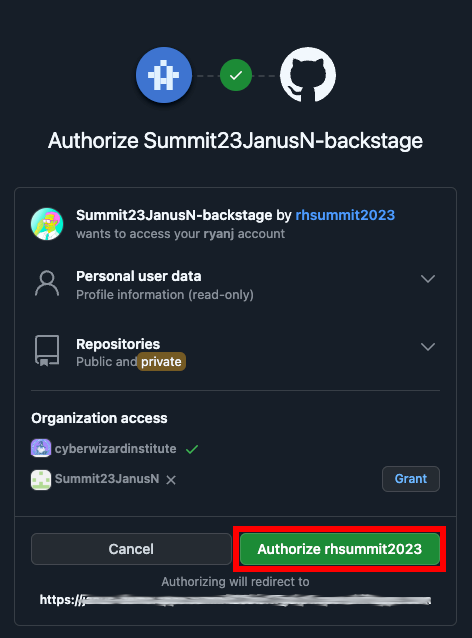 Authorize Summit23JanusN-backstage
Summit23JanusN-backstage by rhsummit2023
wants to access your ryanj account
Personal user data
Profile information (read-only)
Repositories
Public and private
Organization access
cyberwizardinstitute
Summit23JanusN
Grant
Cancel
Authorize rhsummit2023
Authorizing will redirect to
https://